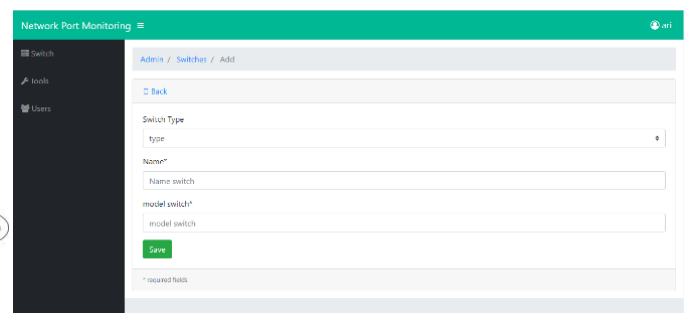 Network Port Monitoring
ari
Switch
Tools
Users
Admin / Switches / Add
Back
Switch Type
type
Name*
Name switch
model switch*
model switch
Save
* required fields